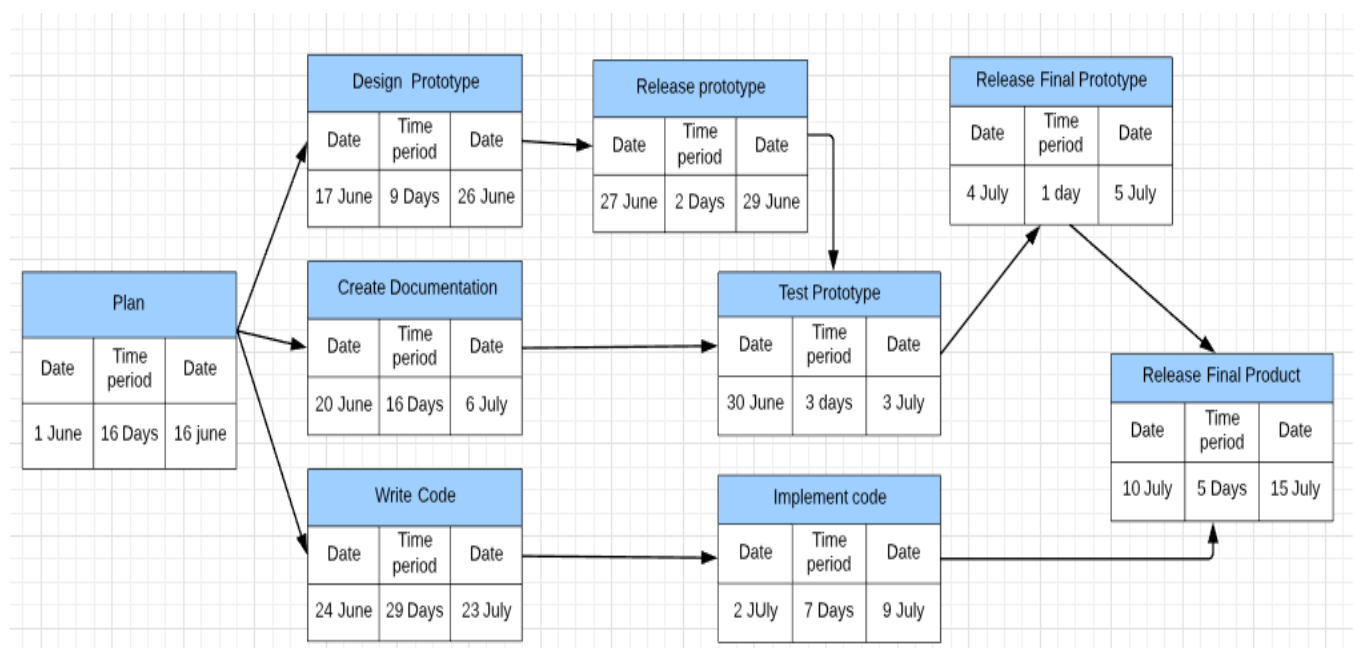 Plan
Date
Time
period
Date
1 June
16 Days
16 june
Design Prototype
Date
Time
period
Date
17 June
9 Days
26 June
Create Documentation
Date
Time
period
Date
20 June
16 Days
6 July
Write Code
Date
Time
period
Date
24 June
29 Days
23 July
Release prototype
Date
Time
period
Date
27 June
2 Days
29 June
Test Prototype
Date
Time
period
Date
30 June
3 days
3 July
Implement code
Date
Time
period
Date
2 JUly
7 Days
9 July
Release Final Prototype
Date
Time
period
Date
4 July
1 day
5 July
Release Final Product
Date
Time
period
Date
10 July
5 Days
15 July